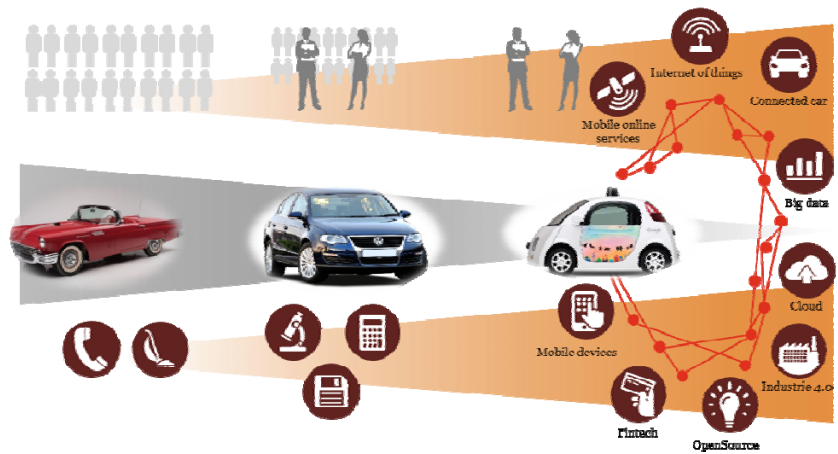 Internet of things
Connected car
Mobile online
services
Big data
Cloud
Mobile devices
Industrie 4.0
Fintech
OpenSource